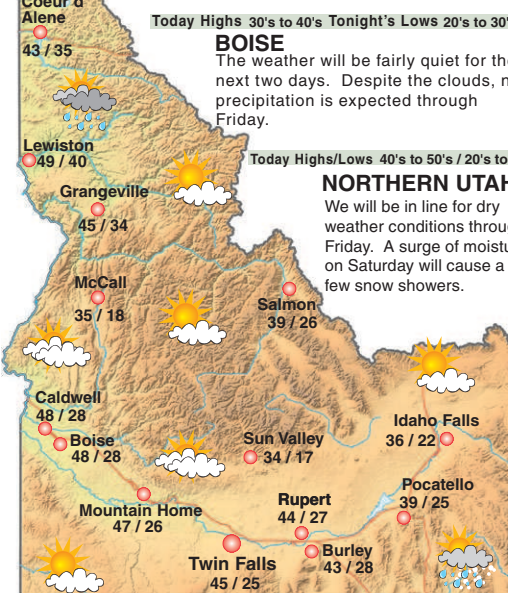 Coeur d'
Alene
43 / 35
Today Highs 30's to 40's Tonight's Lows 20's to 30's
BOISE
The weather will be fairly quiet for the
next two days. Despite the clouds,
precipitation is expected through
Friday.
Lewiston
49 / 40
Today Highs/Lows 40's to 50's / 20's to
NORTHERN UTAH
We will be in line for dry
weather conditions through
Friday. A surge of moisture
on Saturday will cause a
few snow showers.
Grangeville
45 / 34
McCall
35 / 18
Salmon
39 / 26
Caldwell
48 / 28
Boise
48 / 28
Sun Valley
34 / 17
Idaho Falls
36 / 22
Pocatello
39 / 25
Mountain Home
47 / 26
Rupert
44 / 27
Twin Falls
45 / 25
Burley
43 / 28